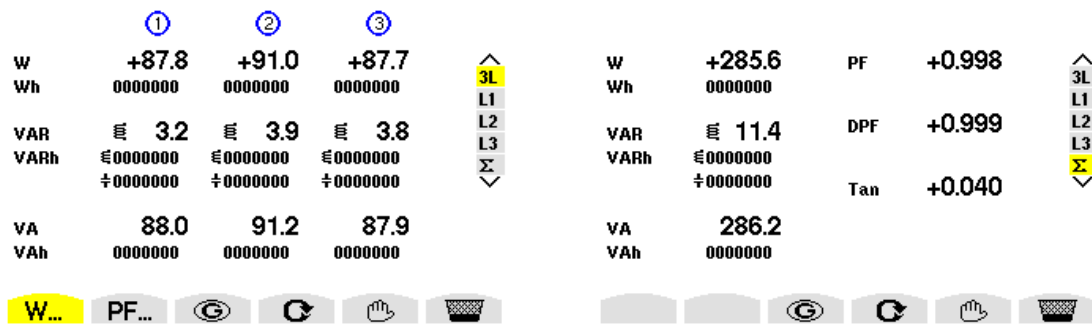 1 2 3
W +87.8 +91.0 +87.7
Wh 0000000 0000000 0000000
VAR 3.2 3.9 3.8
VARh 0000000 0000000 0000000
÷0000000 ÷0000000 ÷0000000
VA 88.0 91.2 87.9
VAh 0000000 0000000 0000000
3L
L1
L2
L3
Σ
W... PF... G
W +285.6 PF +0.998
Wh 0000000
VAR 11.4 DPF +0.999
VARh 0000000
÷0000000 Tan +0.040
VA 286.2
VAh 0000000
3L
L1
L2
L3
Σ
G